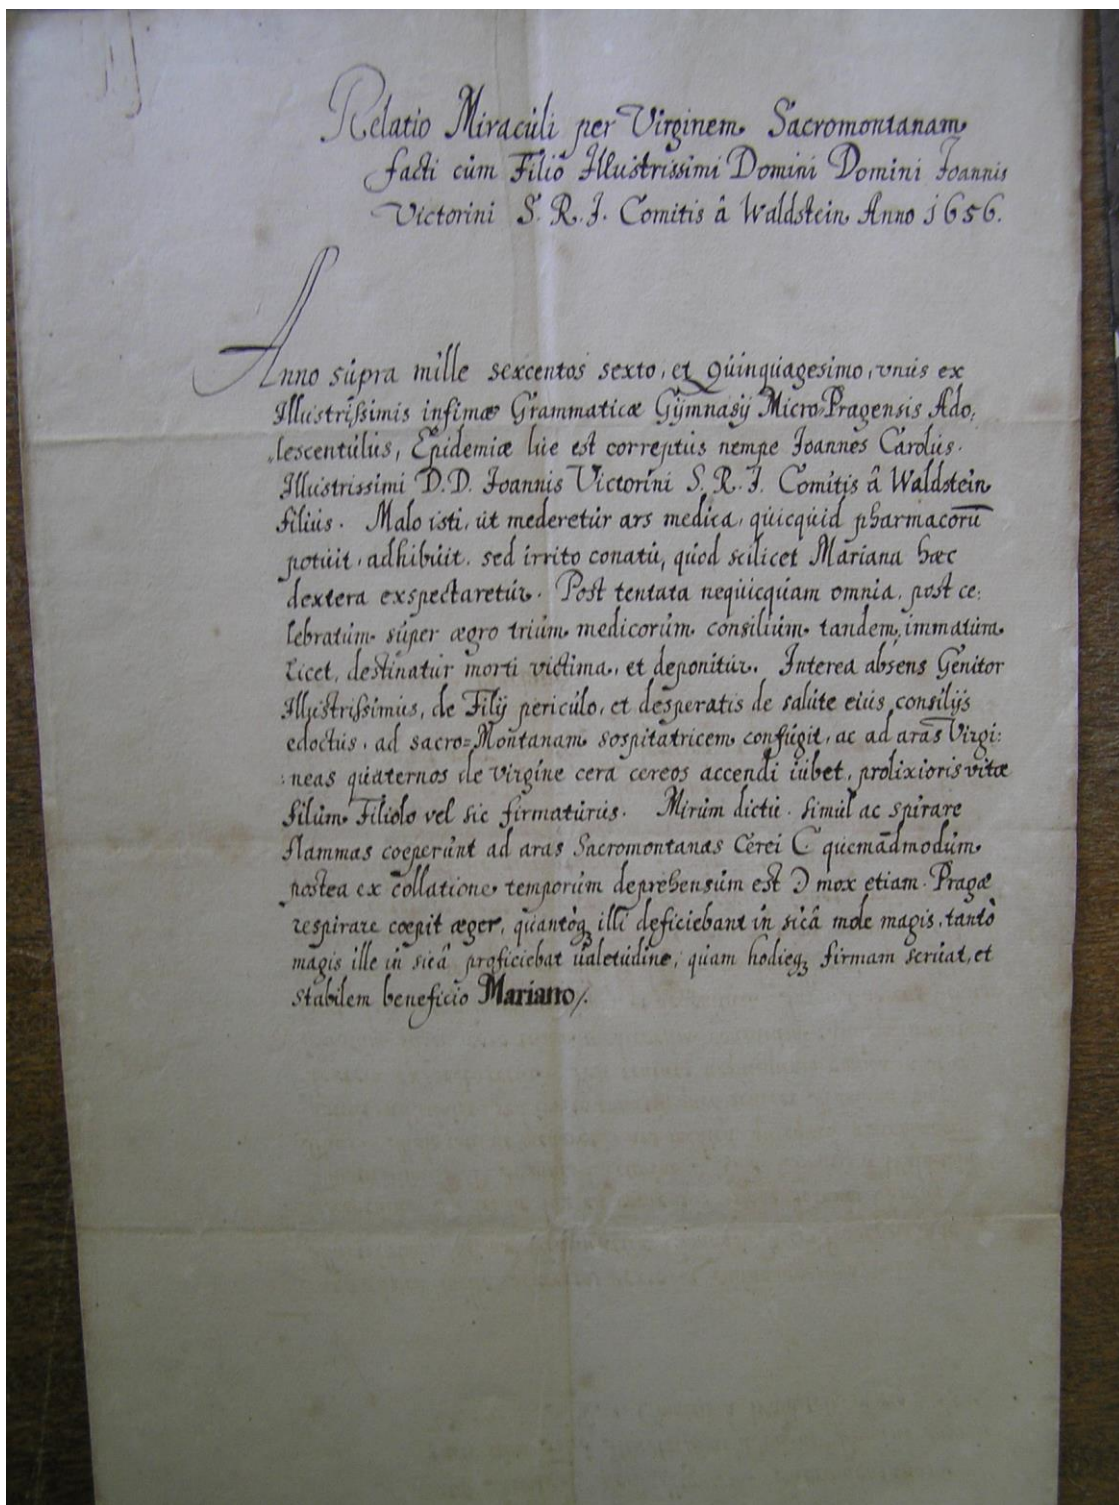 Relatio Miraculi per Virginem Sacromontanam
facti cum Filio Illustrissimi Domini Domini Joannis
Victorini S. R. J. Comitis â Waldstein Anno 1656.
Anno supra mille sexcentos sexto, et Quinquagesimo, vnus ex
Illustrissimis infimæ Grammaticæ Gymnasij Micro-Pragensis Ado,
lescentulus, Epidemiæ lue est correptus nempe Joannes Carolus.
Illustrissimi D.D. Joannis Victorini S. R. J. Comitis â Waldstein
Filius. Malo isti, ut mederetur ars medica, quicquid pharmacorū
potuit, adhibuit, sed irrito conatu, quod scilicet Mariana hæc
dextera exspectaretur. Post tentata nequicquam omnia, post ce:
lebratum super ægro trium medicorum consilium tandem, immatura
licet, destinatur morti victima, et deponitur. Interea absens Genitor
Illustrissimus, de Filij periculo, et desperatis de salute eius consilijs
edoctus, ad sacro=Montanam sospitatricem confugit, ac ad aras Virgi:
:neas quaternos de virgine cera cereos accendi iubet, prolixioris vitæ
filum Filiolo vel sic firmaturus. Mirum dictu. simul ac spirare
flammas coeperunt ad aras Sacromontanas Cerei C quemadmodum
postea ex collatione temporum deprehensum est Ͻ mox etiam Pragæ
respirare coepit æger, quantóq; illi deficiebant in sicâ mole magis, tantò
magis ille in sicâ proficiebat ualetudine, quam hodieq; firmam seruat, et
stabilem beneficio Mariano/.